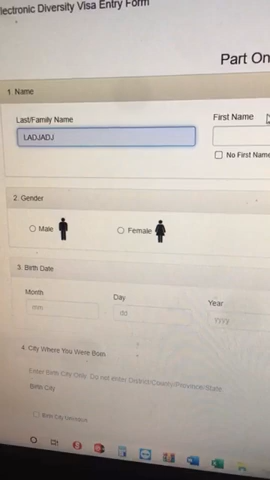 Electronic Diversity Visa Entry Form
Part On
1. Name
Last/Family Name
First Name
LADJADJ
No First Name
2. Gender
Male
Female
3. Birth Date
Month
Day
Year
mm
dd
yyyy
4. City Where You Were Born
Enter Birth City Only. Do not enter District/County/Province/State
Birth City
Birth City Unknown